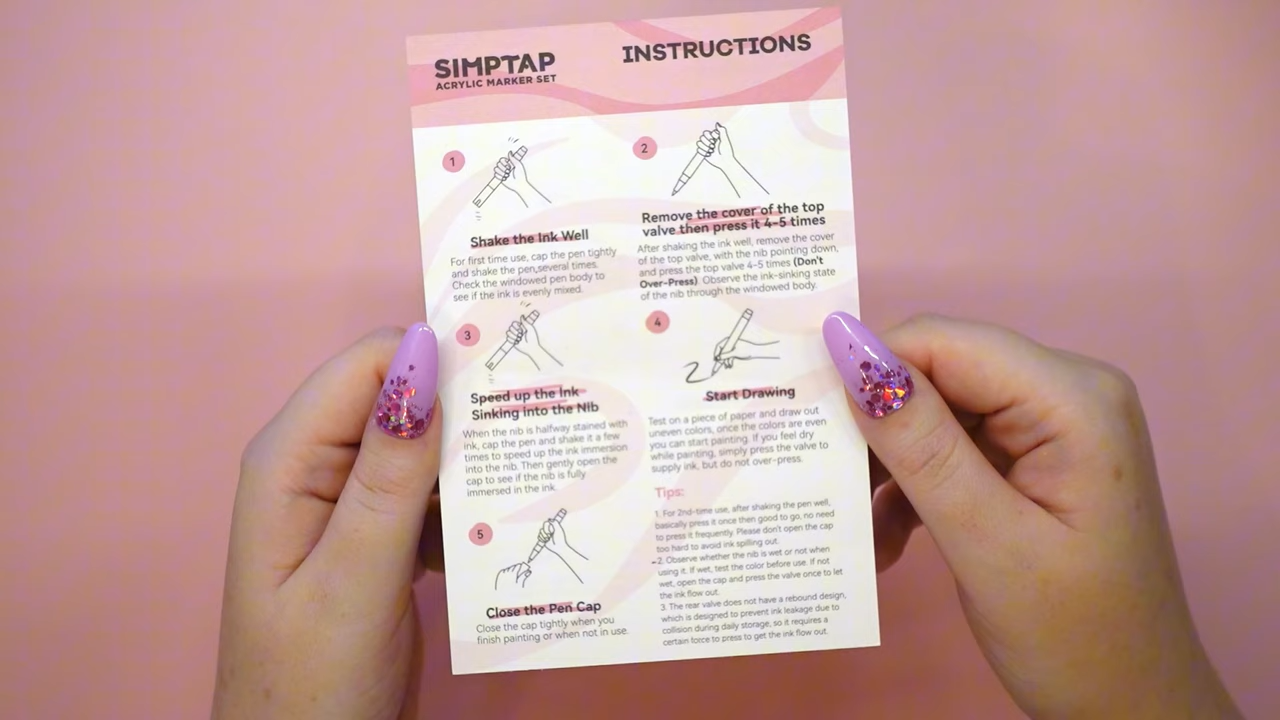 SIMPTAP
ACRYLIC MARKER SET
INSTRUCTIONS
1
Shake the Ink Well
For first time use, cap the pen tightly
and shake the pen,several times.
Check the windowed pen body to
see if the ink is evenly mixed.
2
Remove the cover of the top
valve then press it 4-5 times
After shaking the ink well, remove the cover
of the top valve, with the nib pointing down,
and press the top valve 4-5 times (Don't
Over-Press). Observe the ink-sinking state
of the nib through the windowed body.
3
Speed up the Ink
Sinking into the Nib
When the nib is halfway stained with
ink, cap the pen and shake it a few
times to speed up the ink immersion
into the nib. Then gently open the
cap to see if the nib is fully
immersed in the ink.
4
Start Drawing
Test on a piece of paper and draw out
uneven colors, once the colors are even
you can start painting. If you feel dry
while painting, simply press the valve to
supply ink, but do not over-press.
5
Close the Pen Cap
Close the cap tightly when you
finish painting or when not in use.
Tips:
1. For 2nd-time use, after shaking the pen well,
basically press it once then good to go, no need
to press it frequently. Please don't open the cap
too hard to avoid ink spilling out.
2. Observe whether the nib is wet or not when
using it. If wet, test the color before use. If not
wet, open the cap and press the valve once to let
the ink flow out.
3. The rear valve does not have a rebound design,
which is designed to prevent ink leakage due to
collision during daily storage, so it requires a
certain force to press to get the ink flow out.